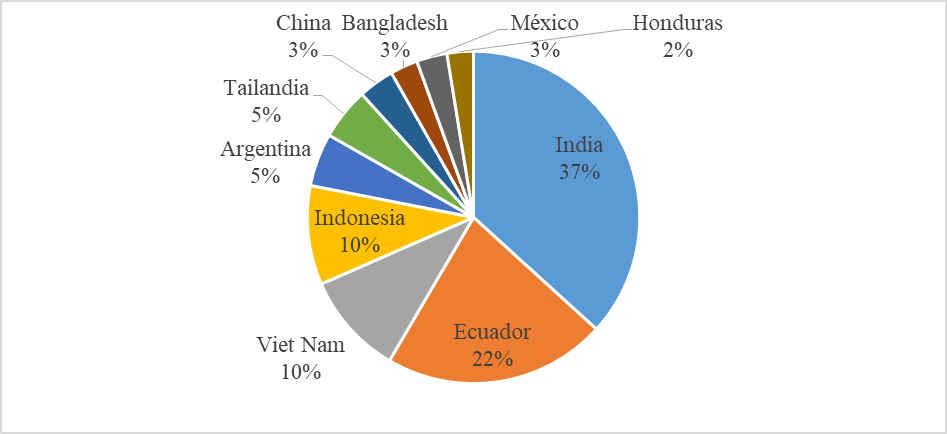 China
3%
Bangladesh
3%
México
3%
Honduras
2%
Tailandia
5%
Argentina
5%
Indonesia
10%
Viet Nam
10%
Ecuador
22%
India
37%